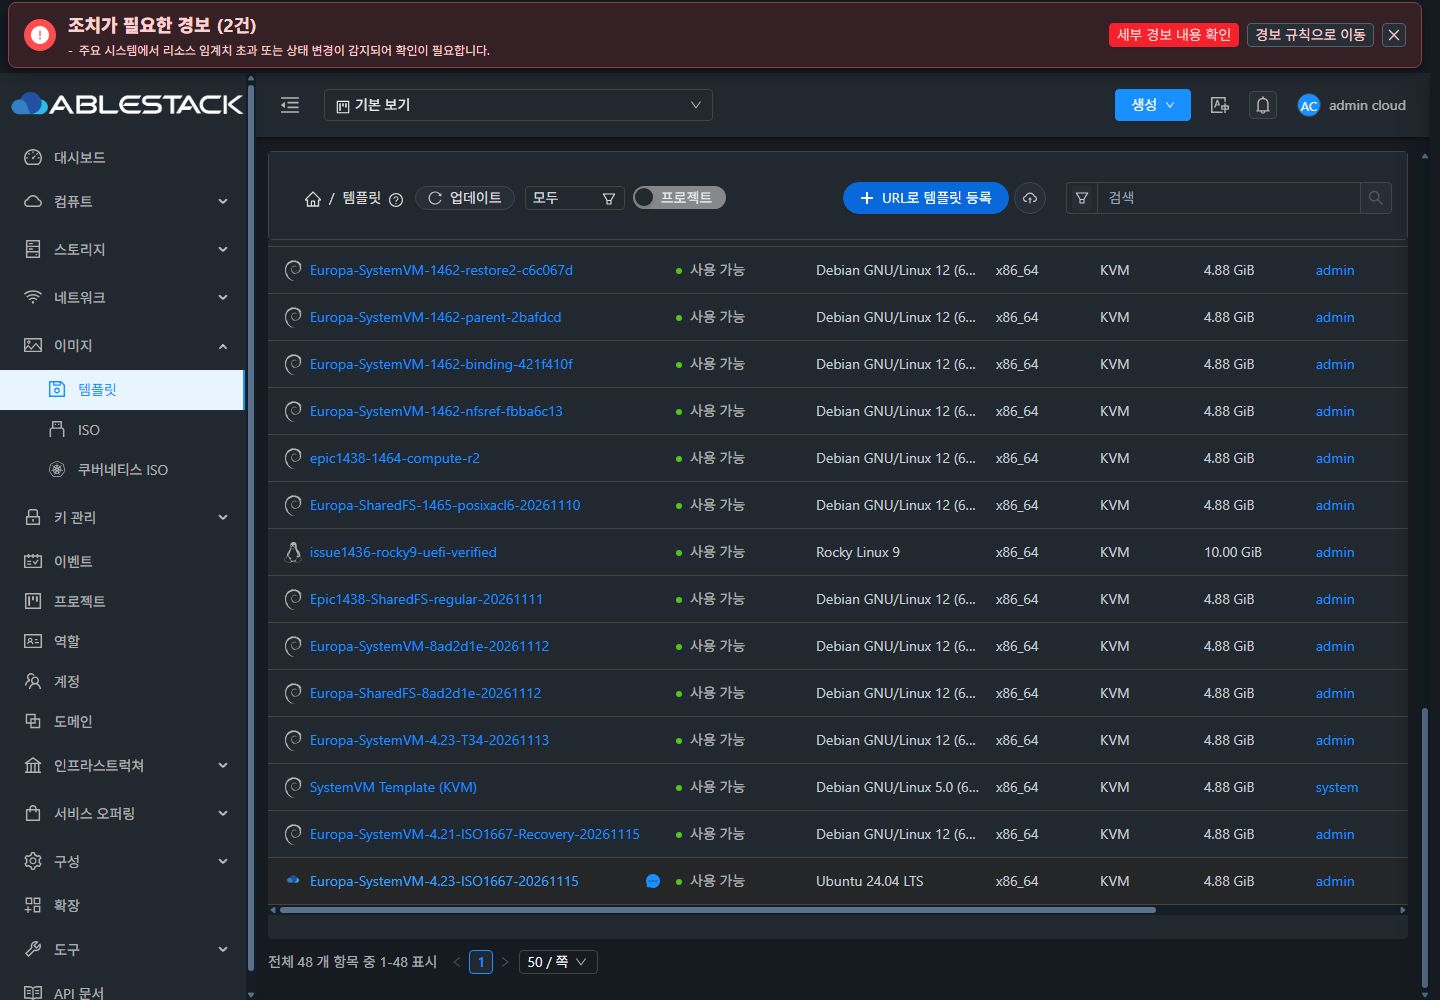 조치가 필요한 경보 (2건)
- 주요 시스템에서 리소스 임계치 초과 또는 상태 변경이 감지되어 확인이 필요합니다.
세부 경보 내용 확인
경보 규칙으로 이동
ABLESTACK
기본 보기
생성
AC admin cloud
대시보드
컴퓨트
스토리지
네트워크
이미지
템플릿
ISO
쿠버네티스 ISO
키 관리
이벤트
프로젝트
역할
계정
도메인
인프라스트럭쳐
서비스 오퍼링
구성
확장
도구
API 문서
/ 템플릿
업데이트
모두
프로젝트
URL로 템플릿 등록
검색
Europa-SystemVM-1462-restore2-c6c067d 사용 가능 Debian GNU/Linux 12 (6... x86_64 KVM 4.88 GiB admin
Europa-SystemVM-1462-parent-2bafdcd 사용 가능 Debian GNU/Linux 12 (6... x86_64 KVM 4.88 GiB admin
Europa-SystemVM-1462-binding-421f410f 사용 가능 Debian GNU/Linux 12 (6... x86_64 KVM 4.88 GiB admin
Europa-SystemVM-1462-nfsref-fbba6c13 사용 가능 Debian GNU/Linux 12 (6... x86_64 KVM 4.88 GiB admin
epic1438-1464-compute-r2 사용 가능 Debian GNU/Linux 12 (6... x86_64 KVM 4.88 GiB admin
Europa-SharedFS-1465-posixacl6-20261110 사용 가능 Debian GNU/Linux 12 (6... x86_64 KVM 4.88 GiB admin
issue1436-rocky9-uefi-verified 사용 가능 Rocky Linux 9 x86_64 KVM 10.00 GiB admin
Epic1438-SharedFS-regular-20261111 사용 가능 Debian GNU/Linux 12 (6... x86_64 KVM 4.88 GiB admin
Europa-SystemVM-8ad2d1e-20261112 사용 가능 Debian GNU/Linux 12 (6... x86_64 KVM 4.88 GiB admin
Europa-SharedFS-8ad2d1e-20261112 사용 가능 Debian GNU/Linux 12 (6... x86_64 KVM 4.88 GiB admin
Europa-SystemVM-4.23-T34-20261113 사용 가능 Debian GNU/Linux 12 (6... x86_64 KVM 4.88 GiB admin
SystemVM Template (KVM) 사용 가능 Debian GNU/Linux 5.0 (6... x86_64 KVM 4.88 GiB system
Europa-SystemVM-4.21-ISO1667-Recovery-20261115 사용 가능 Debian GNU/Linux 12 (6... x86_64 KVM 4.88 GiB admin
Europa-SystemVM-4.23-ISO1667-20261115 사용 가능 Ubuntu 24.04 LTS x86_64 KVM 4.88 GiB admin
전체 48 개 항목 중 1-48 표시
1
50 / 쪽